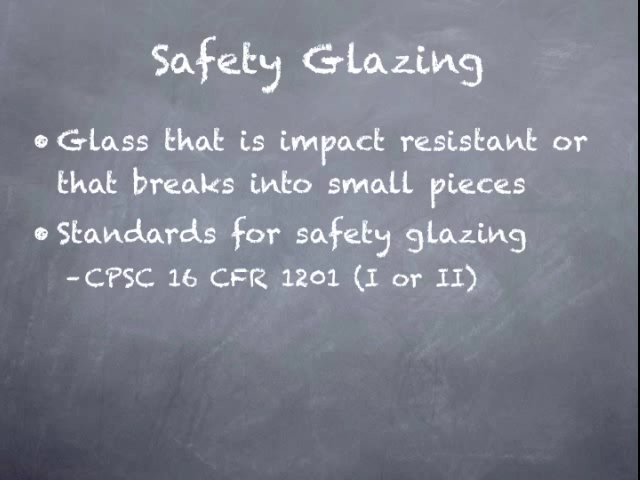 Safety Glazing
• Glass that is impact resistant or
that breaks into small pieces
• Standards for safety glazing
-CPSC 16 CFR 1201 (I or II)